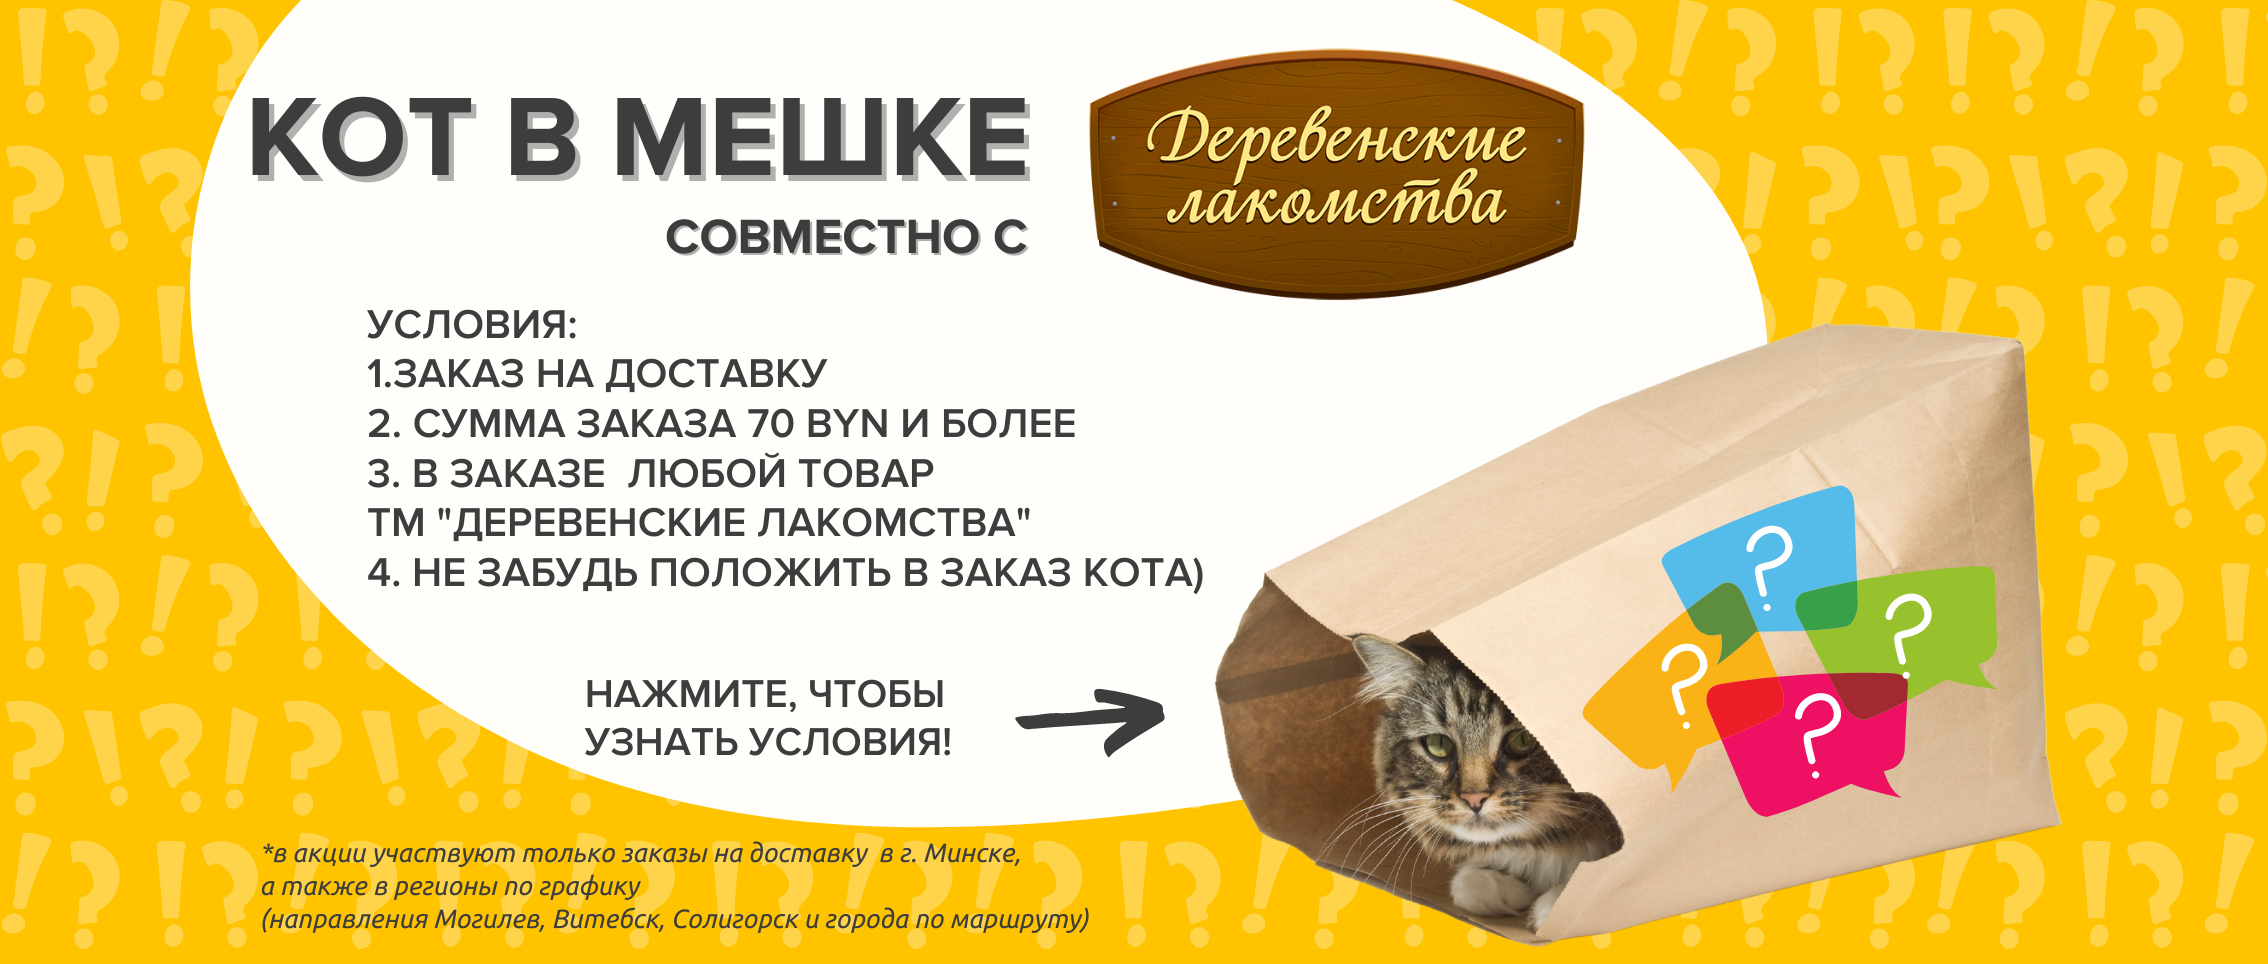 КОТ В МЕШКЕ
СОВМЕСТНО С
Деревенские
лакомства
УСЛОВИЯ:
1.ЗАКАЗ НА ДОСТАВКУ
2. СУММА ЗАКАЗА 70 BYN И БОЛЕЕ
3. В ЗАКАЗЕ  ЛЮБОЙ ТОВАР
ТМ "ДЕРЕВЕНСКИЕ ЛАКОМСТВА"
4. НЕ ЗАБУДЬ ПОЛОЖИТЬ В ЗАКАЗ КОТА)
НАЖМИТЕ, ЧТОБЫ
УЗНАТЬ УСЛОВИЯ!
*в акции участвуют только заказы на доставку  в г. Минске,
а также в регионы по графику
(направления Могилев, Витебск, Солигорск и города по маршруту)